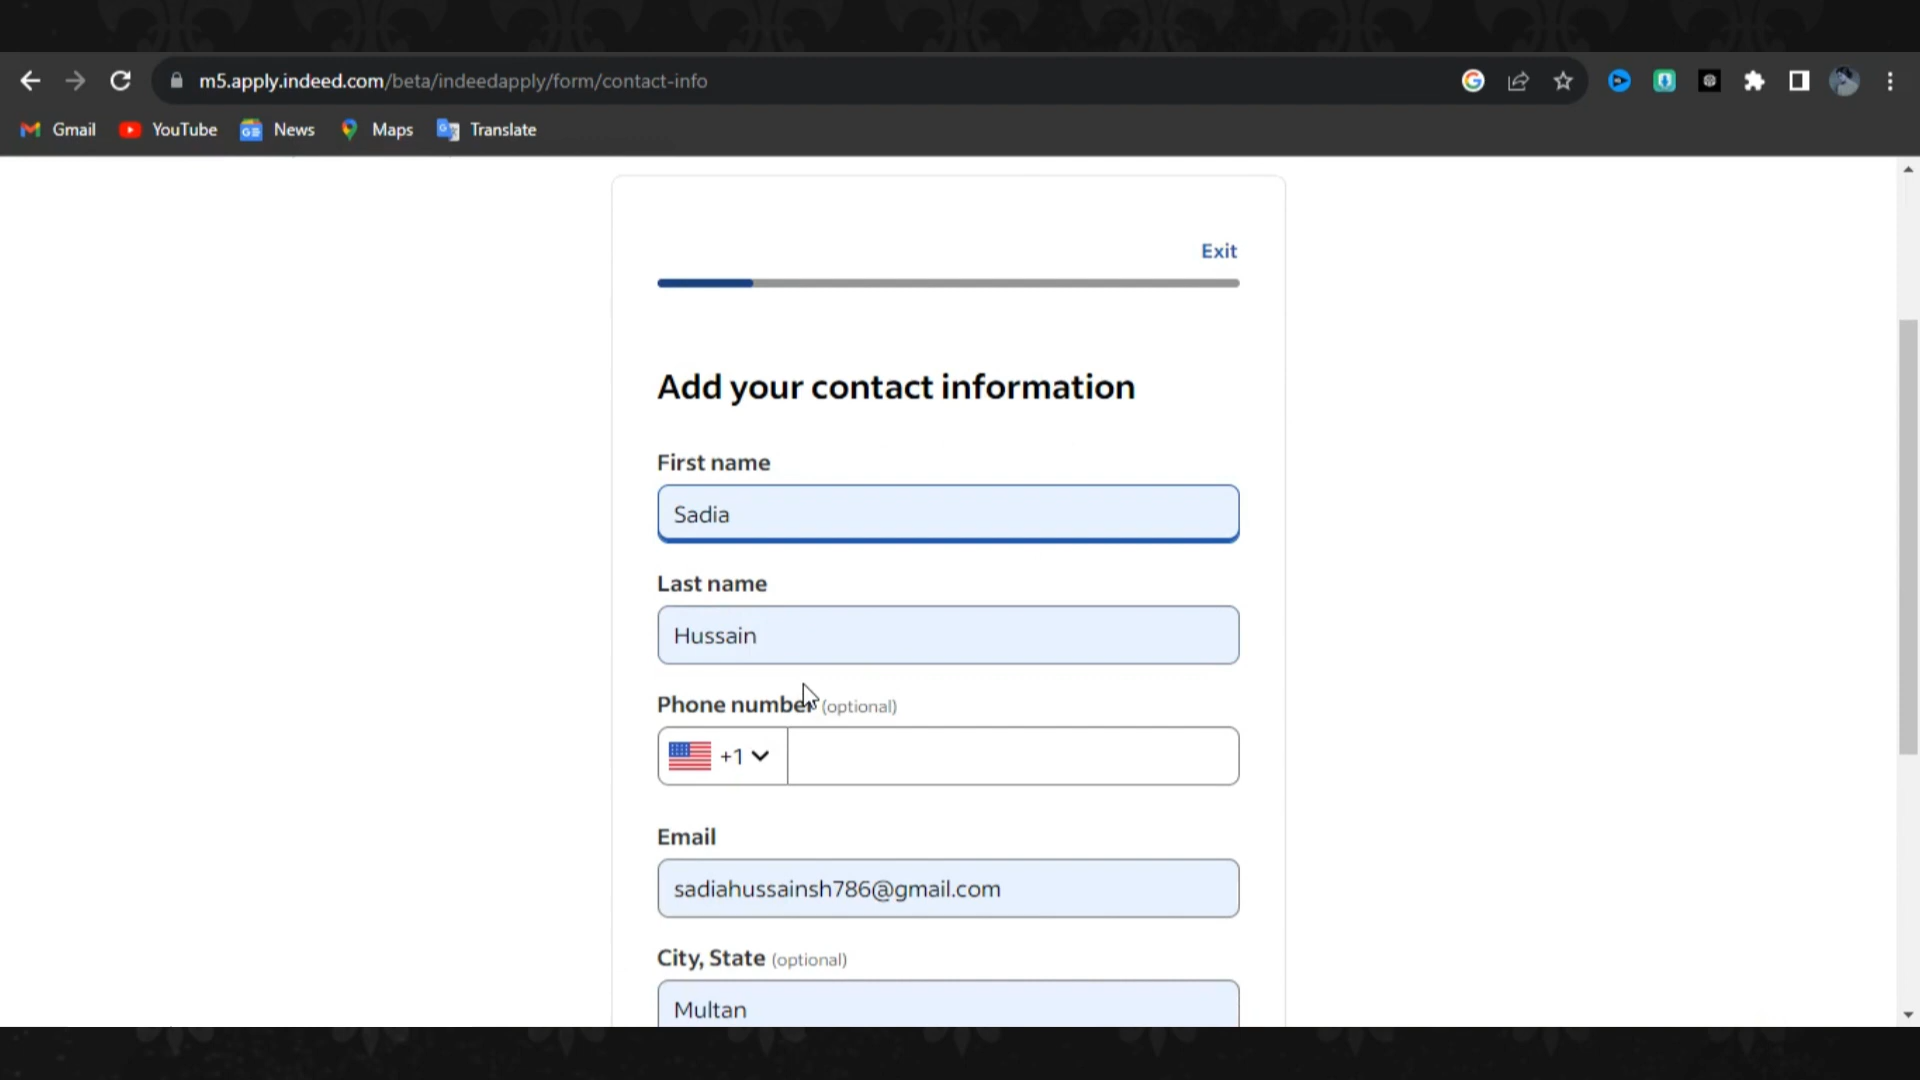 m5.apply.indeed.com/beta/indeedapply/form/contact-info
Gmail YouTube News Maps Translate
Exit
Add your contact information
First name
Sadia
Last name
Hussain
Phone number (optional)
+1
Email
sadiahussainsh786@gmail.com
City, State (optional)
Multan